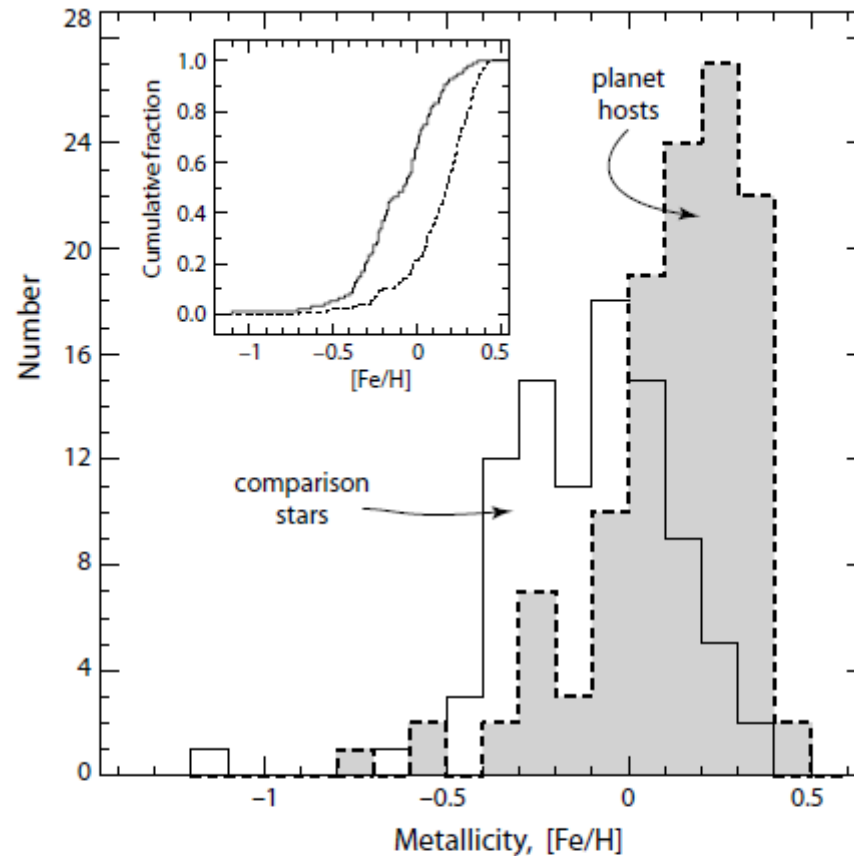 28
24
20
16
12
8
4
0
Number
−1
−0.5
0
0.5
Metallicity, [Fe/H]
planet
hosts
comparison
stars
1.0
0.8
0.6
0.4
0.2
0.0
Cumulative fraction
−1
−0.5
0
0.5
[Fe/H]